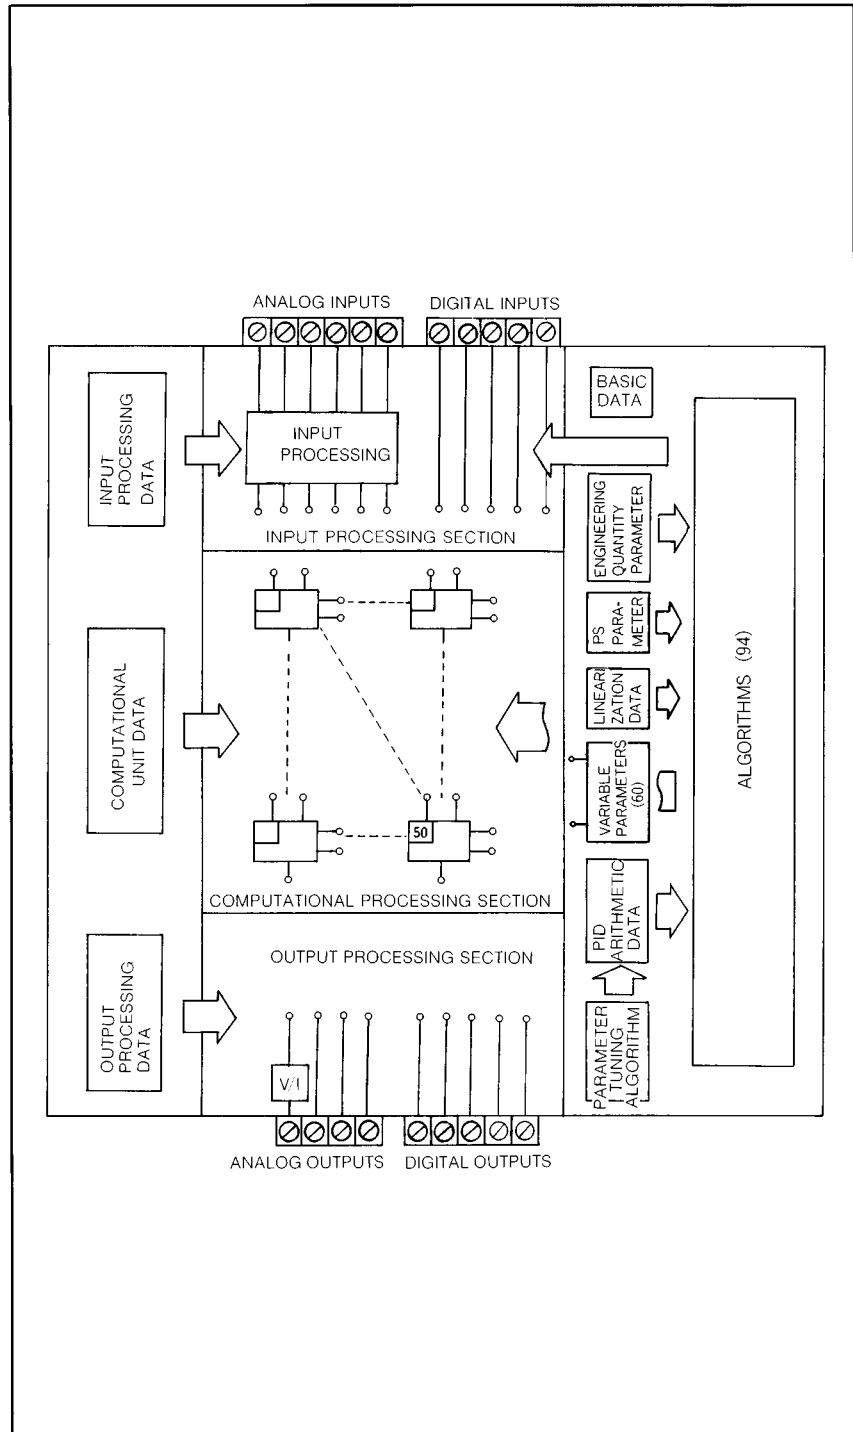 ANALOG INPUTS
DIGITAL INPUTS
INPUT
PROCESSING
DATA
INPUT
PROCESSING
INPUT PROCESSING SECTION
BASIC
DATA
ENGINEERING
QUANTITY
PARAMETER
PS
PARA-
METER
LINEARI
ZATION
DATA
VARIABLE
PARAMETERS
(60)
PID
ARITHMETIC
DATA
PARAMETER
TUNING
ALGORITHM
ALGORITHMS (94)
COMPUTATIONAL
UNIT DATA
50
COMPUTATIONAL PROCESSING SECTION
OUTPUT
PROCESSING
DATA
OUTPUT PROCESSING SECTION
V/I
ANALOG OUTPUTS
DIGITAL OUTPUTS